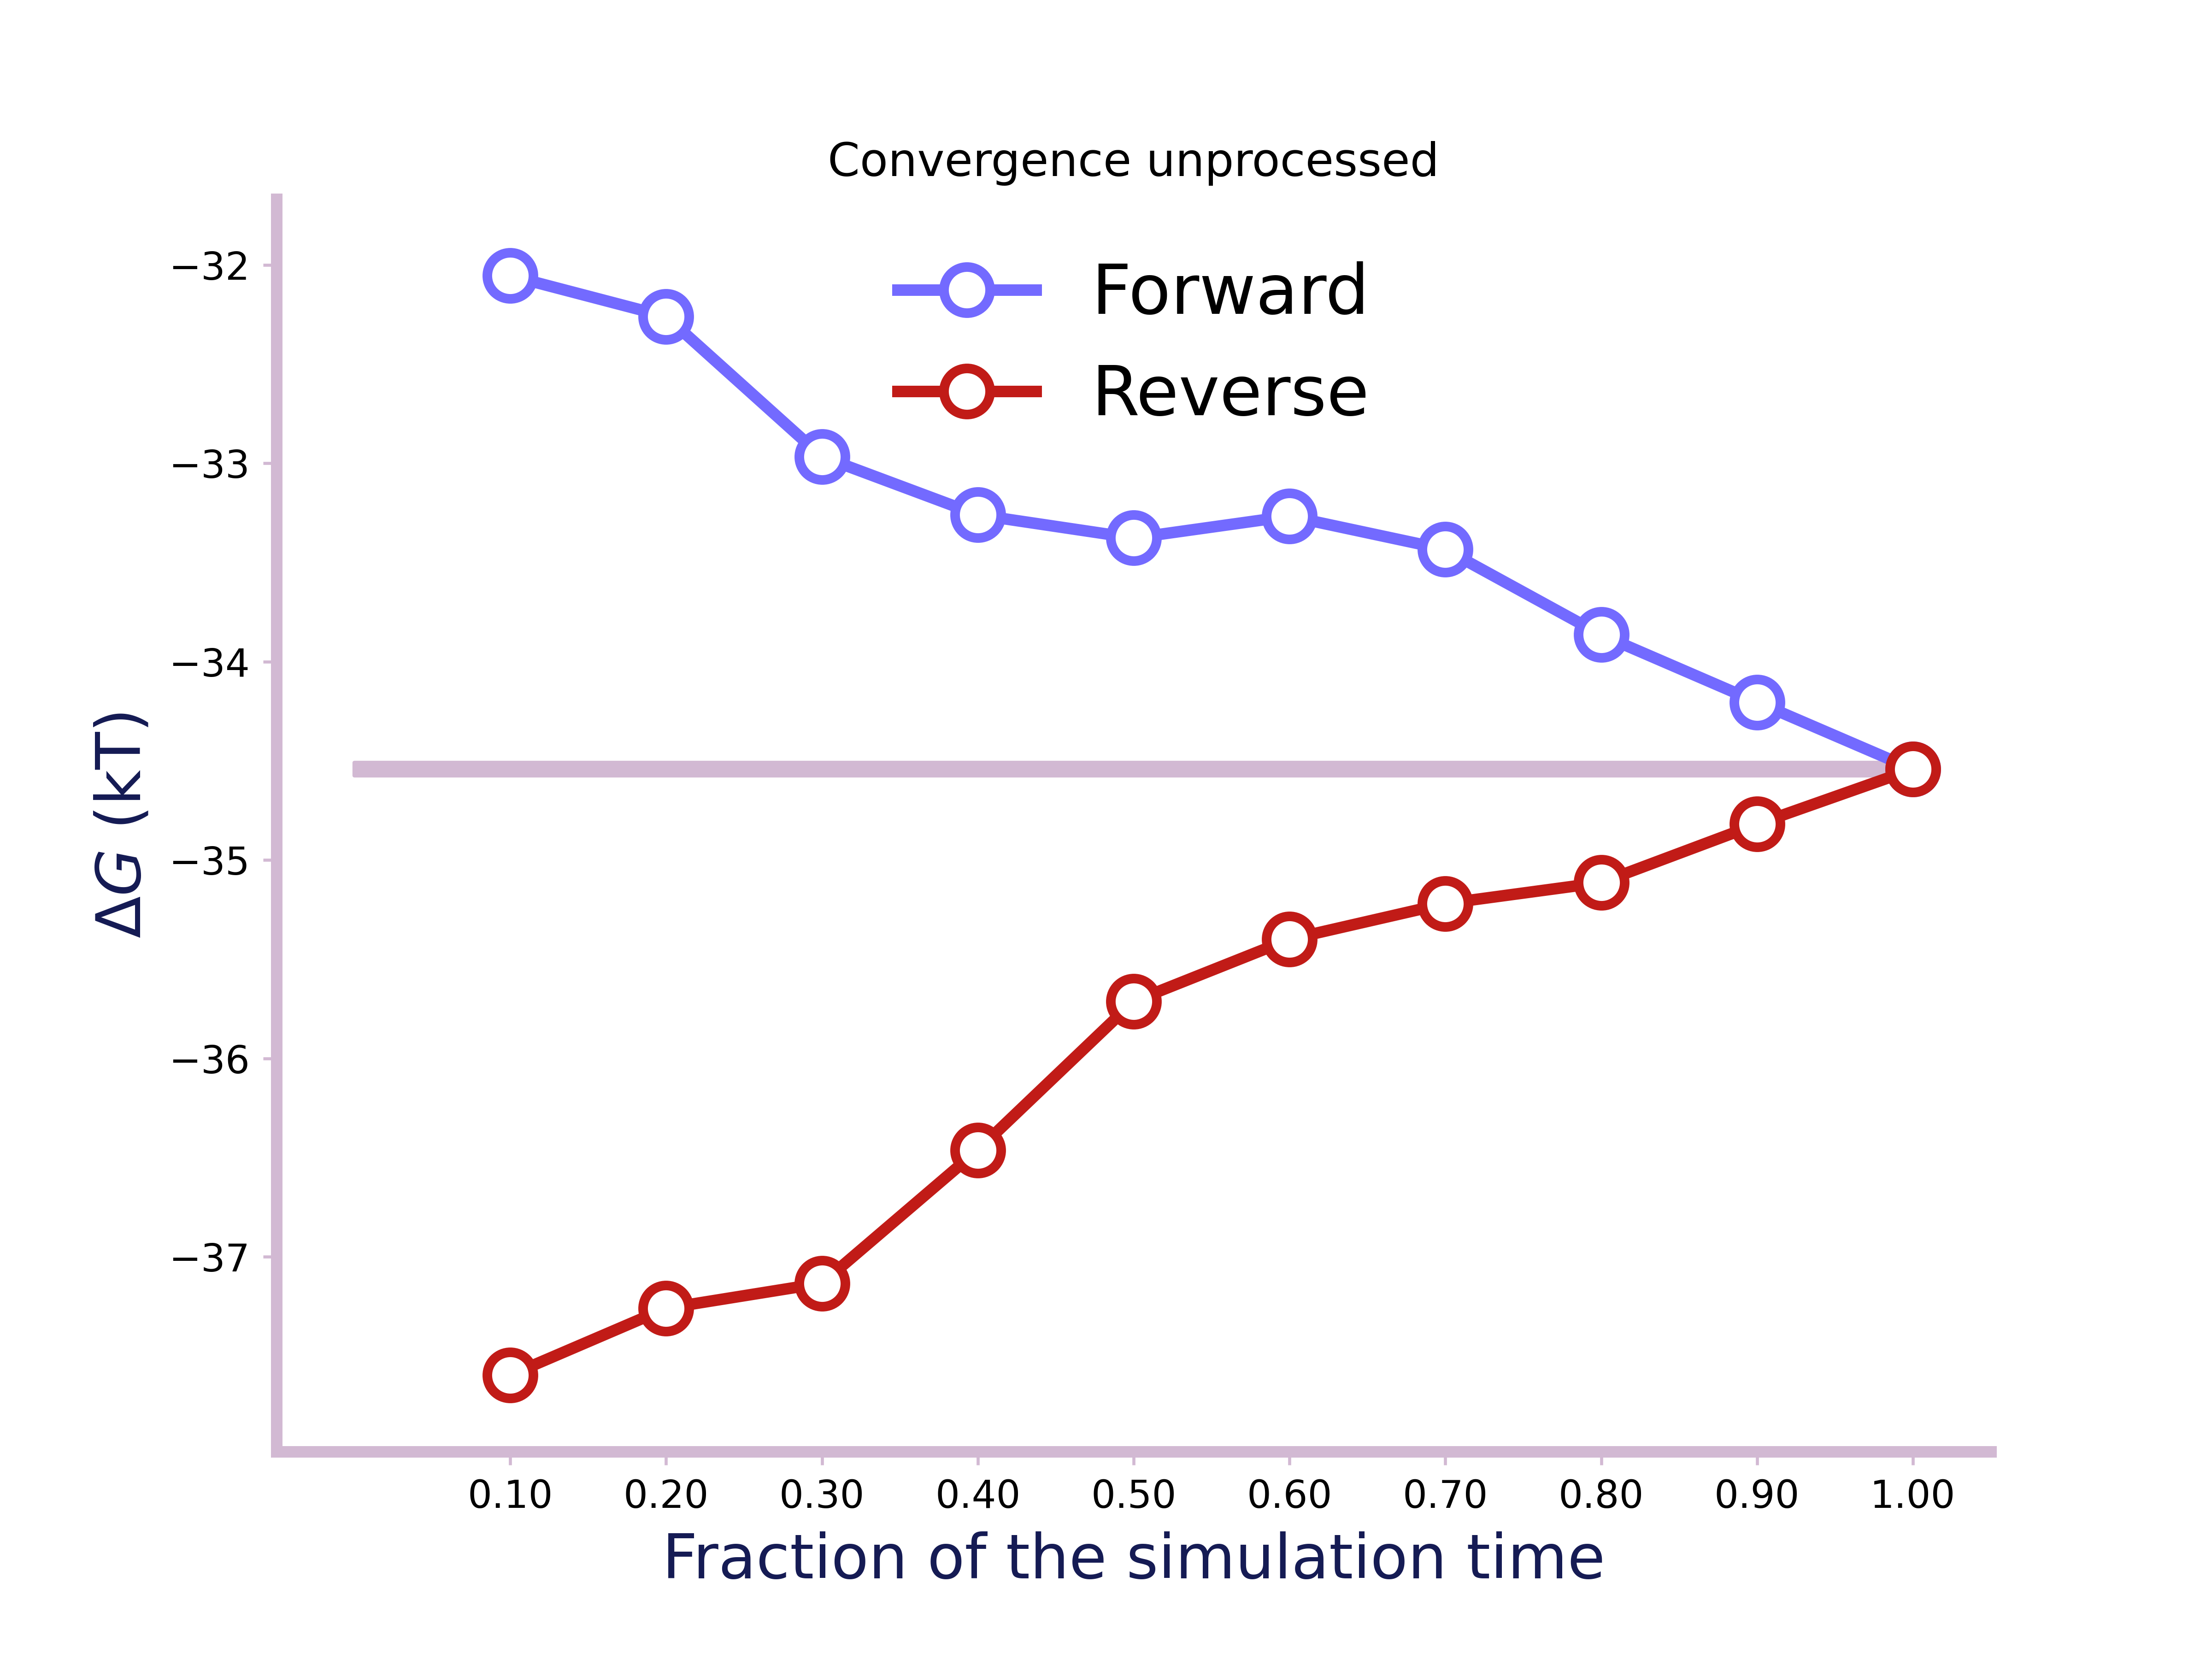 Convergence unprocessed
Forward
Reverse
−32
−33
−34
−35
−36
−37
ΔG (kT)
0.10 0.20 0.30 0.40 0.50 0.60 0.70 0.80 0.90 1.00
Fraction of the simulation time